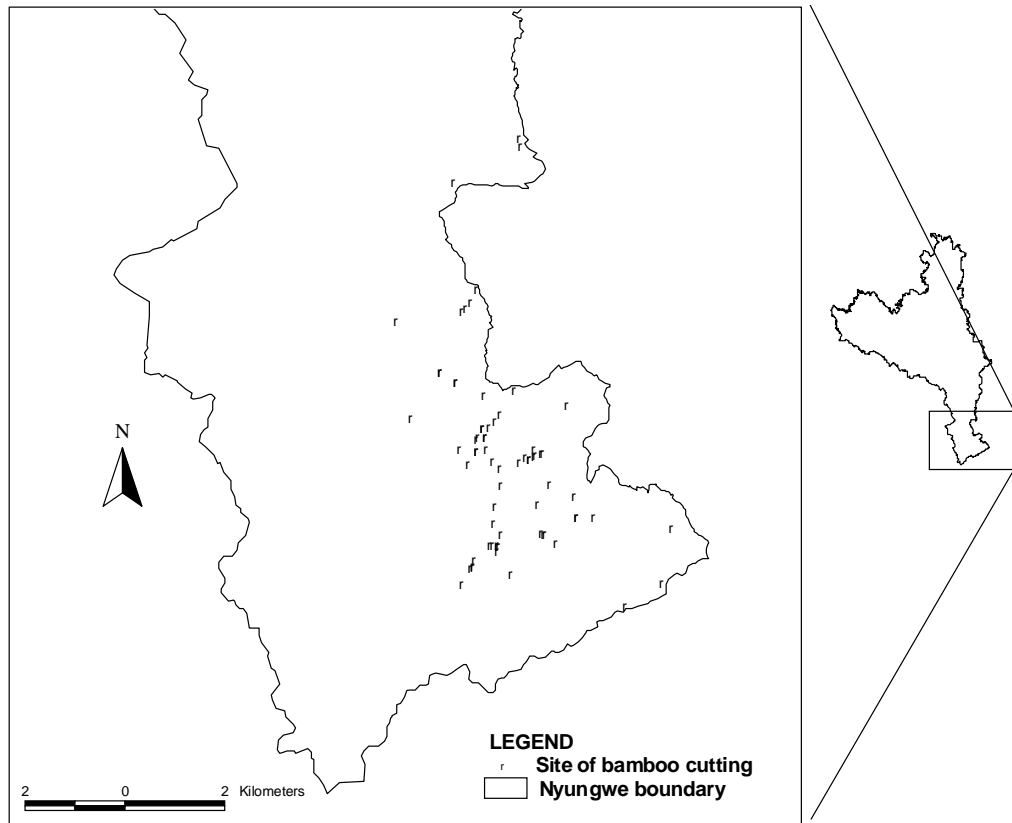 N
LEGEND
r Site of bamboo cutting
Nyungwe boundary
2 0 2 Kilometers